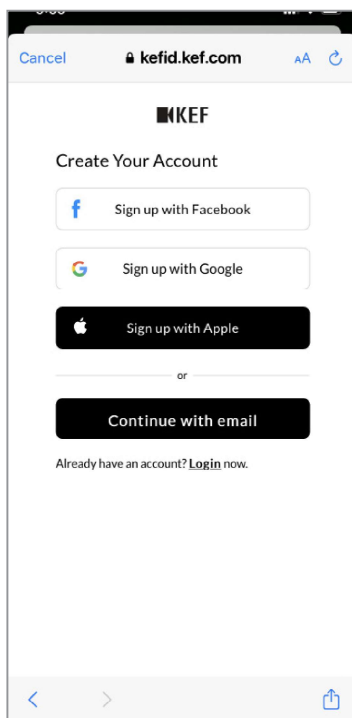 Cancel
kefid.kef.com
AA
KEF
Create Your Account
Sign up with Facebook
Sign up with Google
Sign up with Apple
or
Continue with email
Already have an account? Login now.